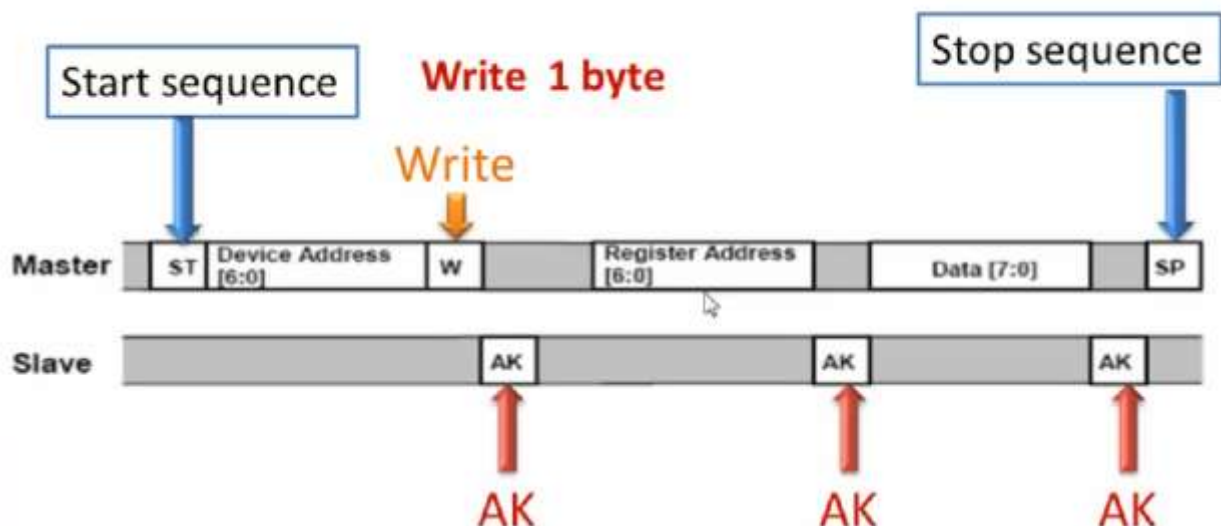 Start sequence
Write 1 byte
Stop sequence
Write
Master
ST
Device Address
[6:0]
W
Register Address
[6:0]
Data [7:0]
SP
Slave
AK
AK
AK
AK
AK
AK